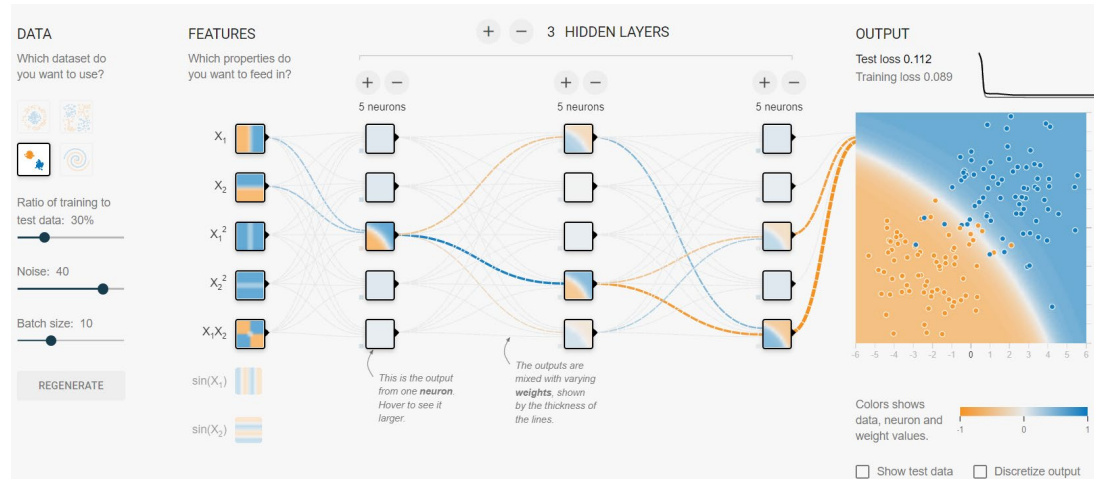 DATA
Which dataset do
you want to use?
Ratio of training to
test data: 30%
Noise: 40
Batch size: 10
REGENERATE
FEATURES
Which properties do
you want to feed in?
X1
X2
X1²
X2²
X1X2
sin(X1)
sin(X2)
+ − 3 HIDDEN LAYERS
+ −
5 neurons
+ −
5 neurons
+ −
5 neurons
This is the output
from one neuron.
Hover to see it
larger.
The outputs are
mixed with varying
weights, shown
by the thickness of
the lines.
OUTPUT
Test loss 0.112
Training loss 0.089
-6 -5 -4 -3 -2 -1 0 1 2 3 4 5 6
Colors shows
data, neuron and
weight values.
-1 0 1
Show test data
Discretize output